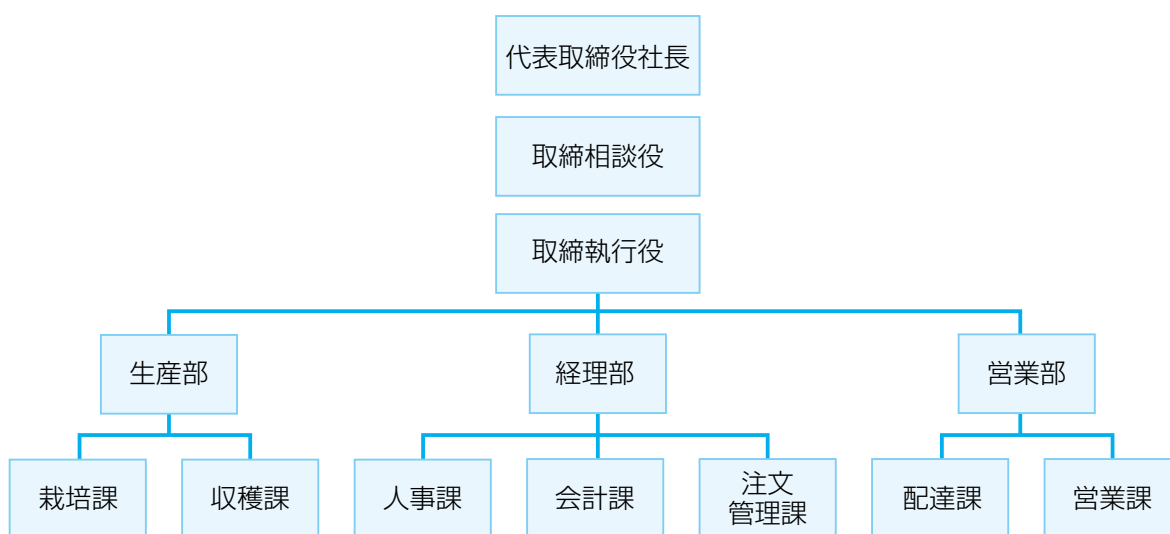 代表取締役社長
取締相談役
取締執行役
生産部
経理部
営業部
栽培課
収穫課
人事課
会計課
注文
管理課
配達課
営業課